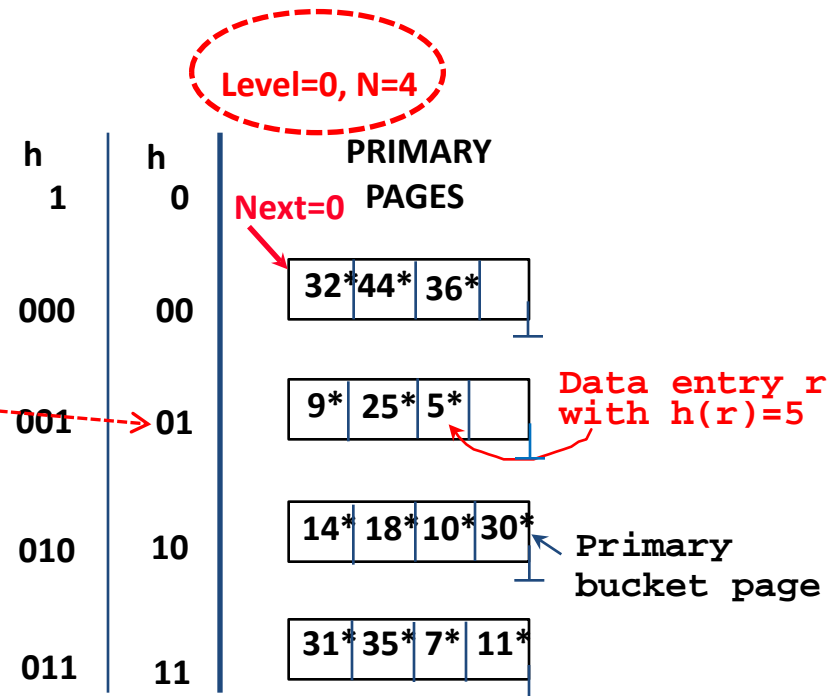 Level=0, N=4
h h PRIMARY
1 0 Next=0 PAGES
000 00 32* 44* 36*
001 01 9* 25* 5* Data entry r
with h(r)=5
010 10 14* 18* 10* 30* Primary
bucket page
011 11 31* 35* 7* 11*